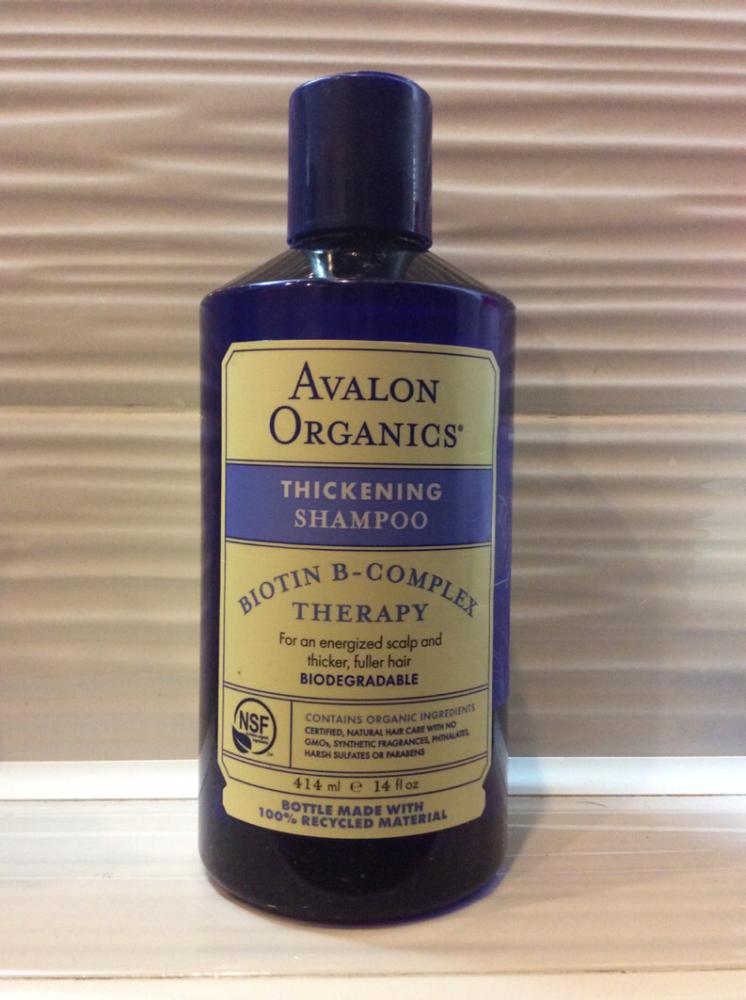 AVALON
ORGANICS®
THICKENING
SHAMPOO
BIOTIN B-COMPLEX
THERAPY
For an energized scalp and
thicker, fuller hair
BIODEGRADABLE
NSF
CONTAINS ORGANIC INGREDIENTS
CERTIFIED, NATURAL HAIR CARE WITH NO
GMOs, SYNTHETIC FRAGRANCES, PHTHALATES,
HARSH SULFATES OR PARABENS
414 ml ℮ 14 fl oz
BOTTLE MADE WITH
100% RECYCLED MATERIAL